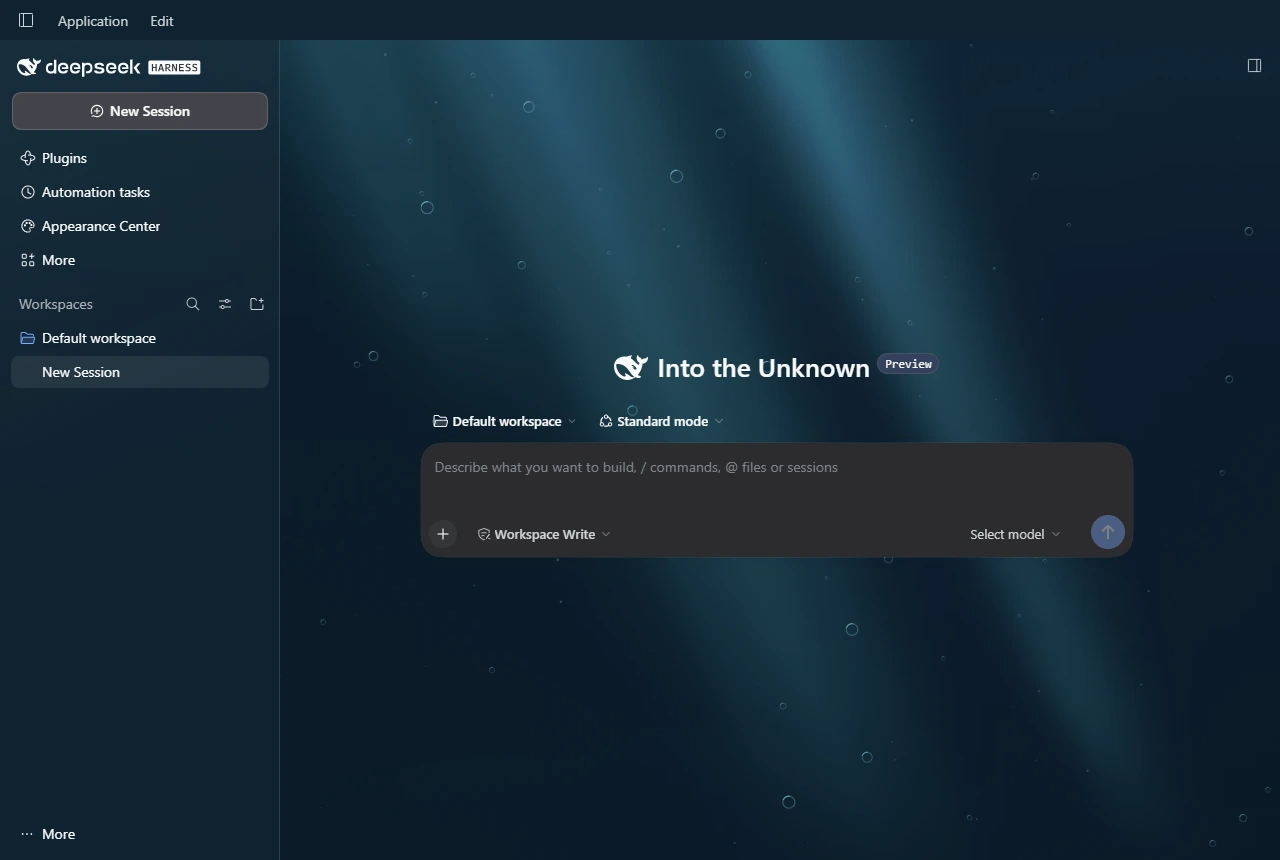 Application Edit
deepseek HARNESS
New Session
Plugins
Automation tasks
Appearance Center
More
Workspaces
Default workspace
New Session
More
Into the Unknown Preview
Default workspace Standard mode
Describe what you want to build, / commands, @ files or sessions
Workspace Write Select model